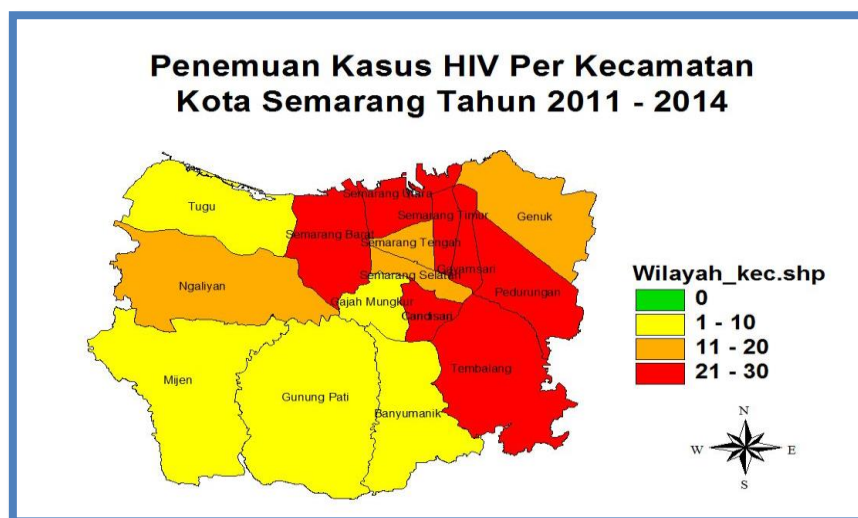 Penemuan Kasus HIV Per Kecamatan
Kota Semarang Tahun 2011 - 2014
Tugu
Semarang Utara
Semarang Timur
Genuk
Semarang Barat
Semarang Tengah
Gayamsari
Semarang Selatan
Ngaliyan
Pedurungan
Gajah Mungkur
Candisari
Tembalang
Mijen
Gunung Pati
Banyumanik
Wilayah_kec.shp
0
1 - 10
11 - 20
21 - 30
N
W E
S